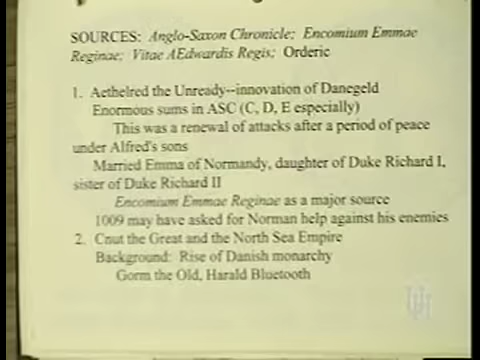 SOURCES: Anglo-Saxon Chronicle; Encomium Emmae
Reginae; Vitae AEdwardis Regis; Orderic
1. Aethelred the Unready--innovation of Danegeld
Enormous sums in ASC (C, D, E especially)
This was a renewal of attacks after a period of peace
under Alfred's sons
Married Emma of Normandy, daughter of Duke Richard I,
sister of Duke Richard II
Encomium Emmae Reginae as a major source
1009 may have asked for Norman help against his enemies
2. Cnut the Great and the North Sea Empire
Background: Rise of Danish monarchy
Gorm the Old, Harald Bluetooth